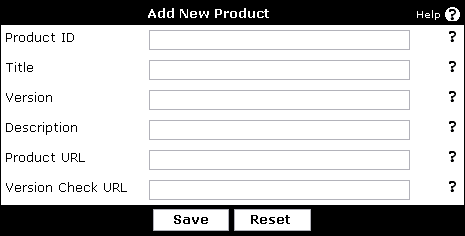 Add New Product Help ?
Product ID ?
Title ?
Version ?
Description ?
Product URL ?
Version Check URL ?
Save Reset